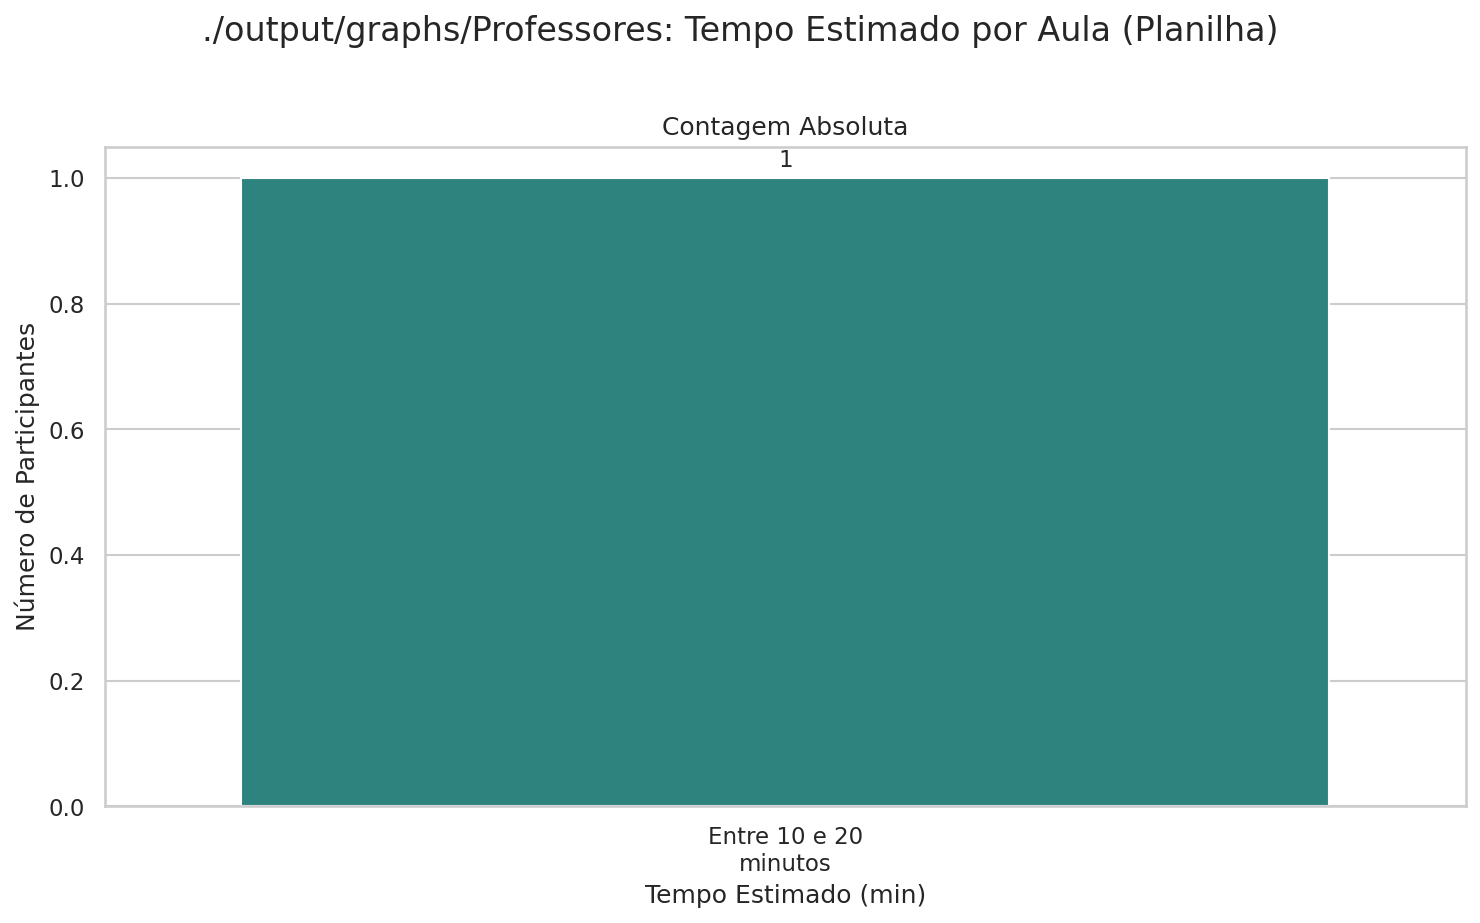 ./output/graphs/Professores: Tempo Estimado por Aula (Planilha)
Contagem Absoluta
1
1.0
0.8
0.6
0.4
0.2
0.0
Número de Participantes
Entre 10 e 20
minutos
Tempo Estimado (min)